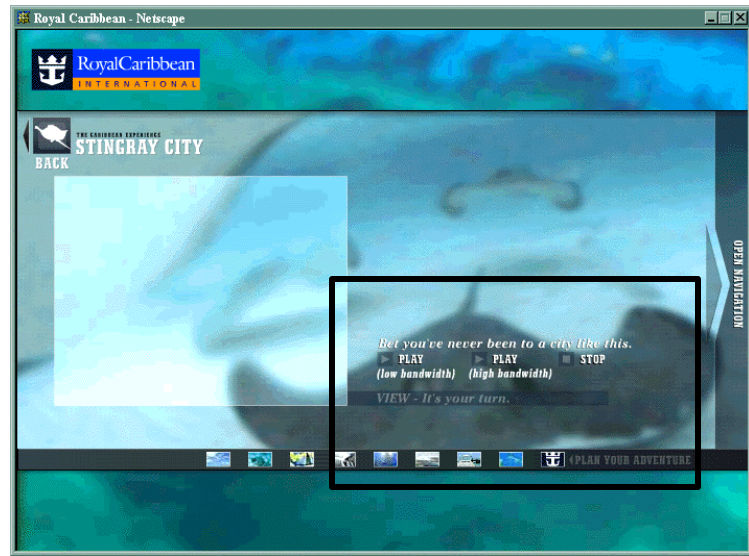 Royal Caribbean - Netscape
RoyalCaribbean
INTERNATIONAL
THE CARIBBEAN EXPERIENCE
STINGRAY CITY
BACK
OPEN NAVIGATION
Bet you've never been to a city like this.
PLAY PLAY STOP
(low bandwidth) (high bandwidth)
VIEW - It's your turn.
PLAN YOUR ADVENTURE